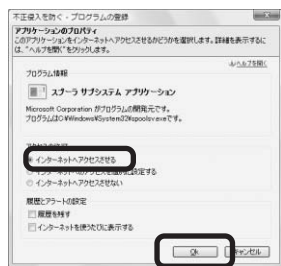 不正侵入を防ぐ・プログラムの登録
アプリケーションのプロパティ
このアプリケーションをインターネットへアクセスさせるかどうかを選択します。詳細を表示するに
は、"ヘルプを開く"をクリックします。
ヘルプを開く
プログラム情報
スプーラ サブシステム アプリケーション
Microsoft Corporation がプログラムの開発元です。
プログラムはC:¥Windows¥System32¥spoolsv.exeです。
インターネットへアクセスさせる
インターネットへアクセスさせない
履歴とアラートの設定
履歴を残す
インターネットを使うたびに表示する
Ok
キャンセル